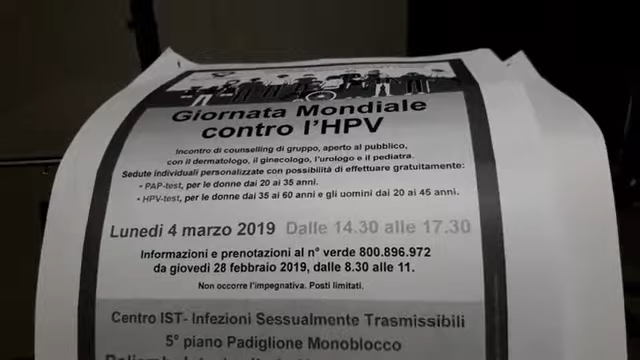 Giornata Mondiale
contro l'HPV
Incontro di counselling di gruppo, aperto al pubblico,
con il dermatologo, il ginecologo, l'urologo e il pediatra.
Sedute individuali personalizzate con possibilità di effettuare gratuitamente:
• PAP-test, per le donne dai 20 ai 35 anni.
• HPV-test, per le donne dai 35 ai 60 anni e gli uomini dai 20 ai 45 anni.
Lunedì 4 marzo 2019 Dalle 14.30 alle 17.30
Informazioni e prenotazioni al n° verde 800.896.972
da giovedì 28 febbraio 2019, dalle 8.30 alle 11.
Non occorre l'impegnativa. Posti limitati.
Centro IST- Infezioni Sessualmente Trasmissibili
5° piano Padiglione Monoblocco